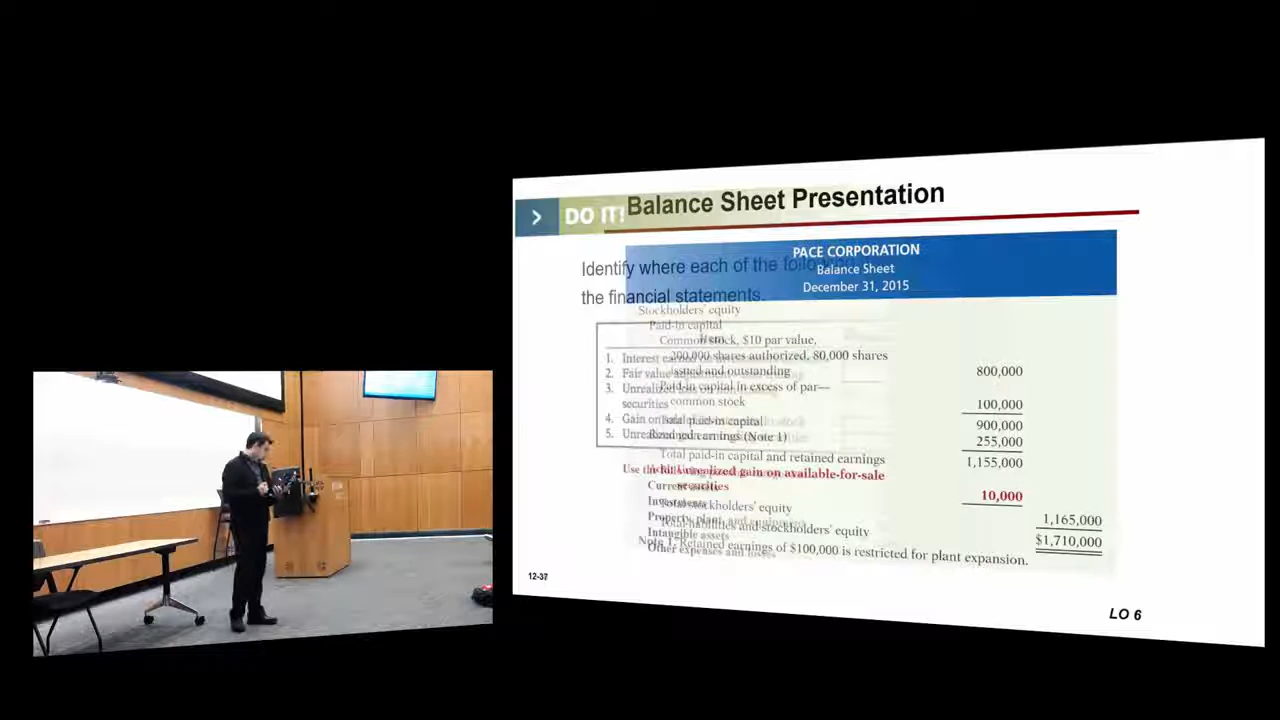 DO IT!
Balance Sheet Presentation
PACE CORPORATION
Balance Sheet
December 31, 2015
Identify where each of the
the financial statements.
Stockholders' equity
Paid-in capital
Common stock, $10 par value,
200,000 shares authorized, 80,000 shares
issued and outstanding 800,000
Paid-in capital in excess of par—
common stock 100,000
Total paid-in capital 900,000
Retained earnings (Note 1) 255,000
Total paid-in capital and retained earnings 1,155,000
Add: Unrealized gain on available-for-sale
securities 10,000
Total stockholders' equity 1,165,000
Total liabilities and stockholders' equity $1,710,000
Note 1: Retained earnings of $100,000 is restricted for plant expansion.
1. Interest
2. Fair value
3. Unrealized
securities
4. Gain on
5.
Use the
Current assets
Investments
Property, plant, and
Intangible assets
Other expenses and losses
12-37
LO 6